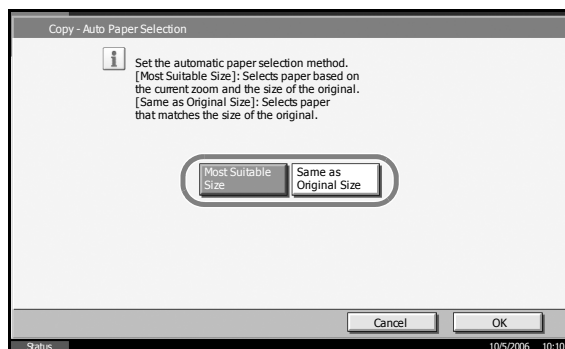 Copy - Auto Paper Selection
Set the automatic paper selection method.
[Most Suitable Size]: Selects paper based on
the current zoom and the size of the original.
[Same as Original Size]: Selects paper
that matches the size of the original.
Most Suitable
Size
Same as
Original Size
Cancel
OK
Status
10/5/2006 10:10